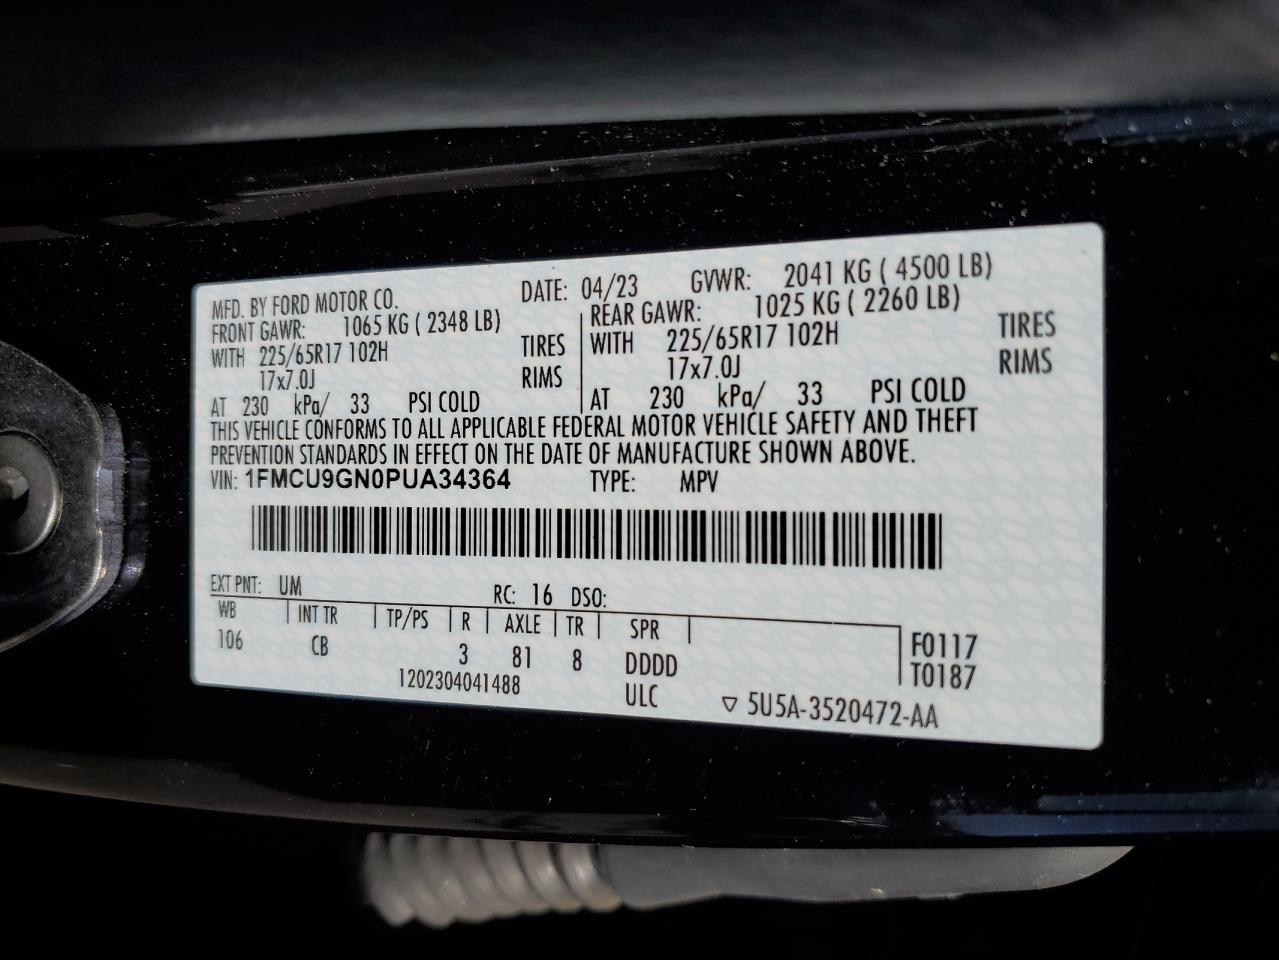 MFD. BY FORD MOTOR CO. DATE: 04/23 GVWR: 2041 KG ( 4500 LB)
FRONT GAWR: 1065 KG ( 2348 LB) REAR GAWR: 1025 KG ( 2260 LB)
WITH 225/65R17 102H TIRES WITH 225/65R17 102H TIRES
17x7.0J RIMS 17x7.0J RIMS
AT 230 kPa/ 33 PSI COLD AT 230 kPa/ 33 PSI COLD
THIS VEHICLE CONFORMS TO ALL APPLICABLE FEDERAL MOTOR VEHICLE SAFETY AND THEFT
PREVENTION STANDARDS IN EFFECT ON THE DATE OF MANUFACTURE SHOWN ABOVE.
VIN: 1FMCU9GN0PUA34364 TYPE: MPV
EXT PNT: UM RC: 16 DSO:
WB INT TR TP/PS R AXLE TR SPR
106 CB 3 81 8 DDDD
F0117
T0187
1202304041488 ULC ▽ 5U5A-3520472-AA